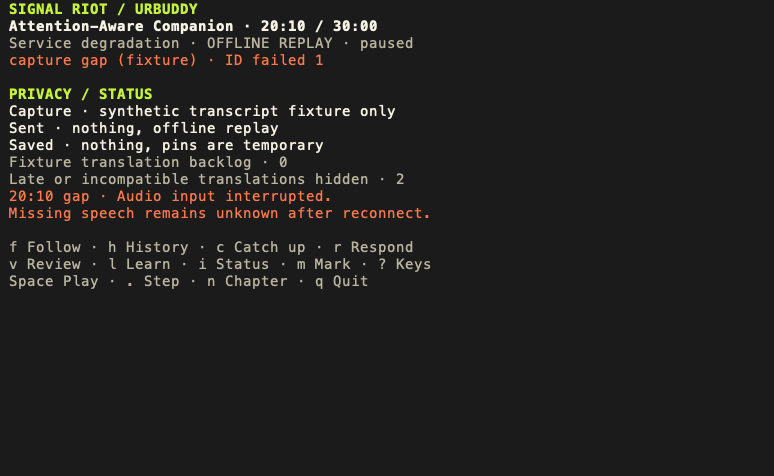 SIGNAL RIOT / URBUDDY
Attention-Aware Companion · 20:10 / 30:00
Service degradation · OFFLINE REPLAY · paused
capture gap (fixture) · ID failed 1
PRIVACY / STATUS
Capture · synthetic transcript fixture only
Sent · nothing, offline replay
Saved · nothing, pins are temporary
Fixture translation backlog · 0
Late or incompatible translations hidden · 2
20:10 gap · Audio input interrupted.
Missing speech remains unknown after reconnect.
f Follow · h History · c Catch up · r Respond
v Review · l Learn · i Status · m Mark · ? Keys
Space Play · . Step · n Chapter · q Quit